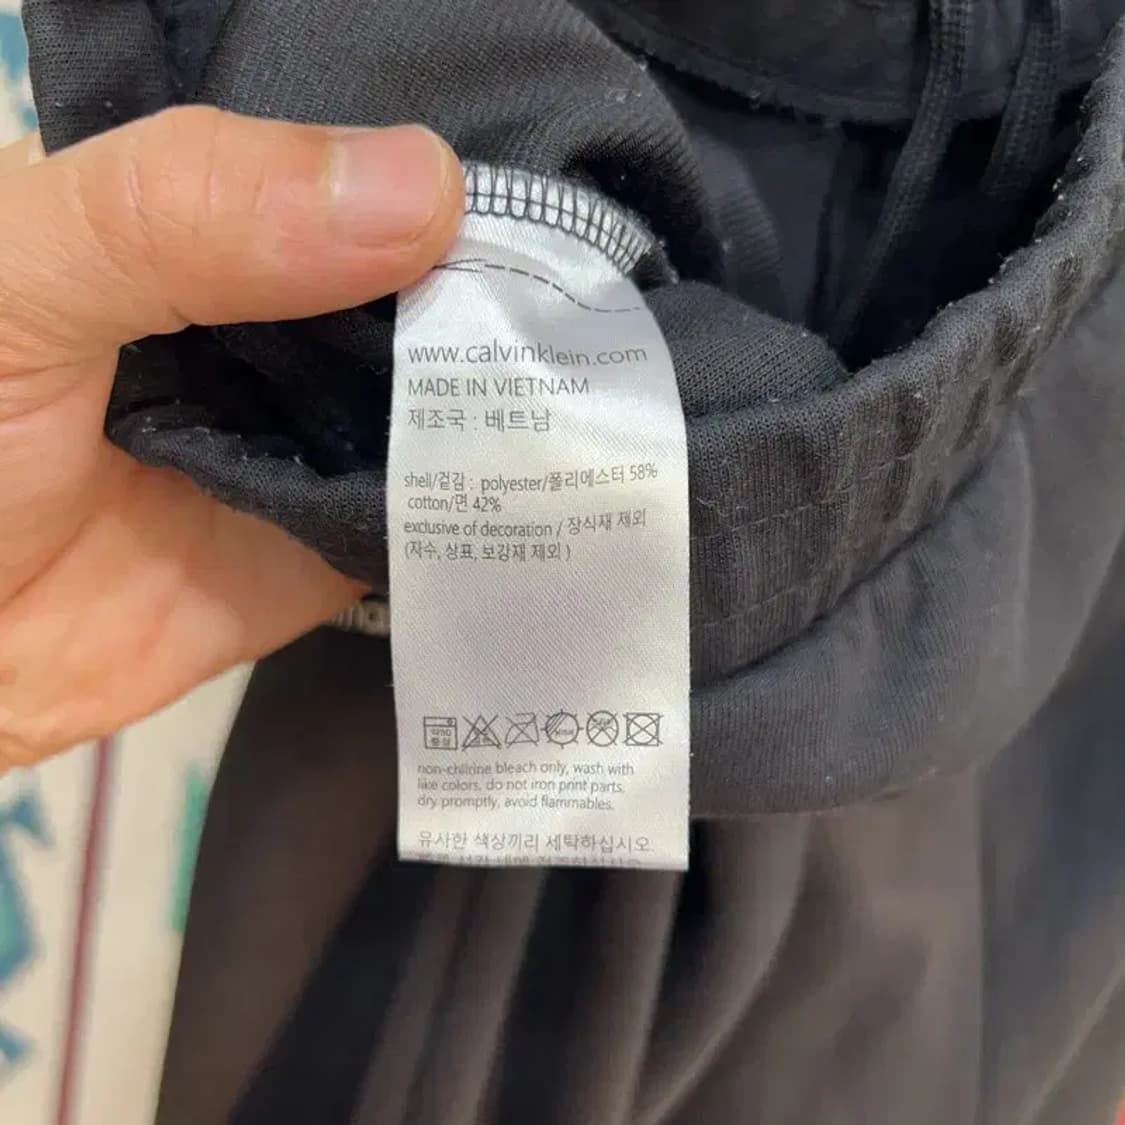 www.calvinklein.com
MADE IN VIETNAM
제조국 : 베트남
shell/겉감 : polyester/폴리에스터 58%
cotton/면 42%
exclusive of decoration / 장식재 제외
(자수, 상표, 보강재 제외 )
non-chlrine bleach only, wash with
like colors, do not iron print parts,
dry promptly, avoid flammables.
유사한 색상끼리 세탁하십시오.